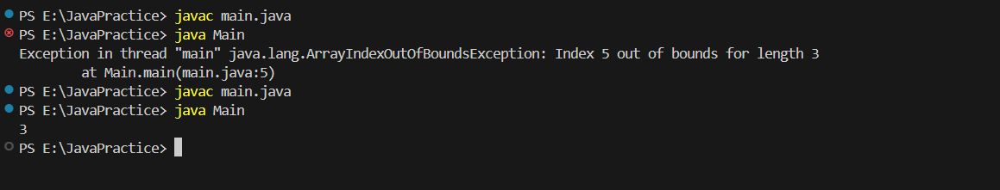 PS E:\JavaPractice> javac main.java
PS E:\JavaPractice> java Main
Exception in thread "main" java.lang.ArrayIndexOutOfBoundsException: Index 5 out of bounds for length 3
        at Main.main(main.java:5)
PS E:\JavaPractice> javac main.java
PS E:\JavaPractice> java Main
3
PS E:\JavaPractice>